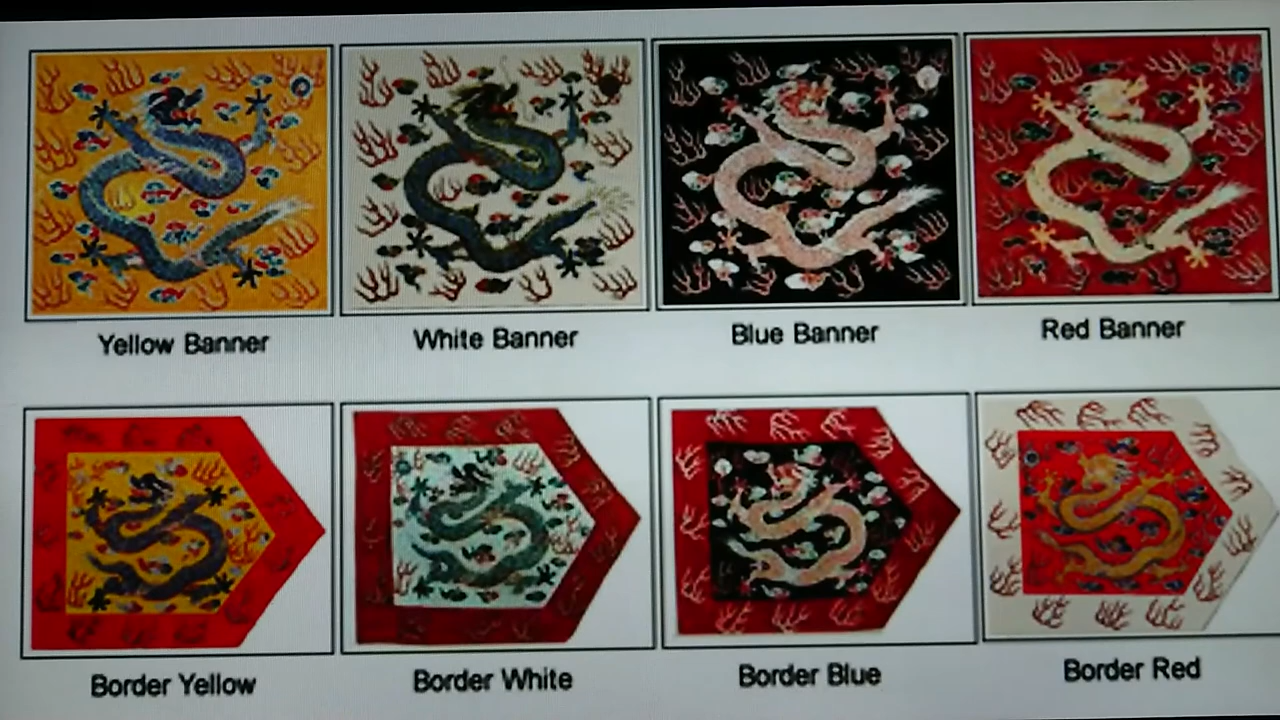 Yellow Banner
White Banner
Blue Banner
Red Banner
Border Yellow
Border White
Border Blue
Border Red